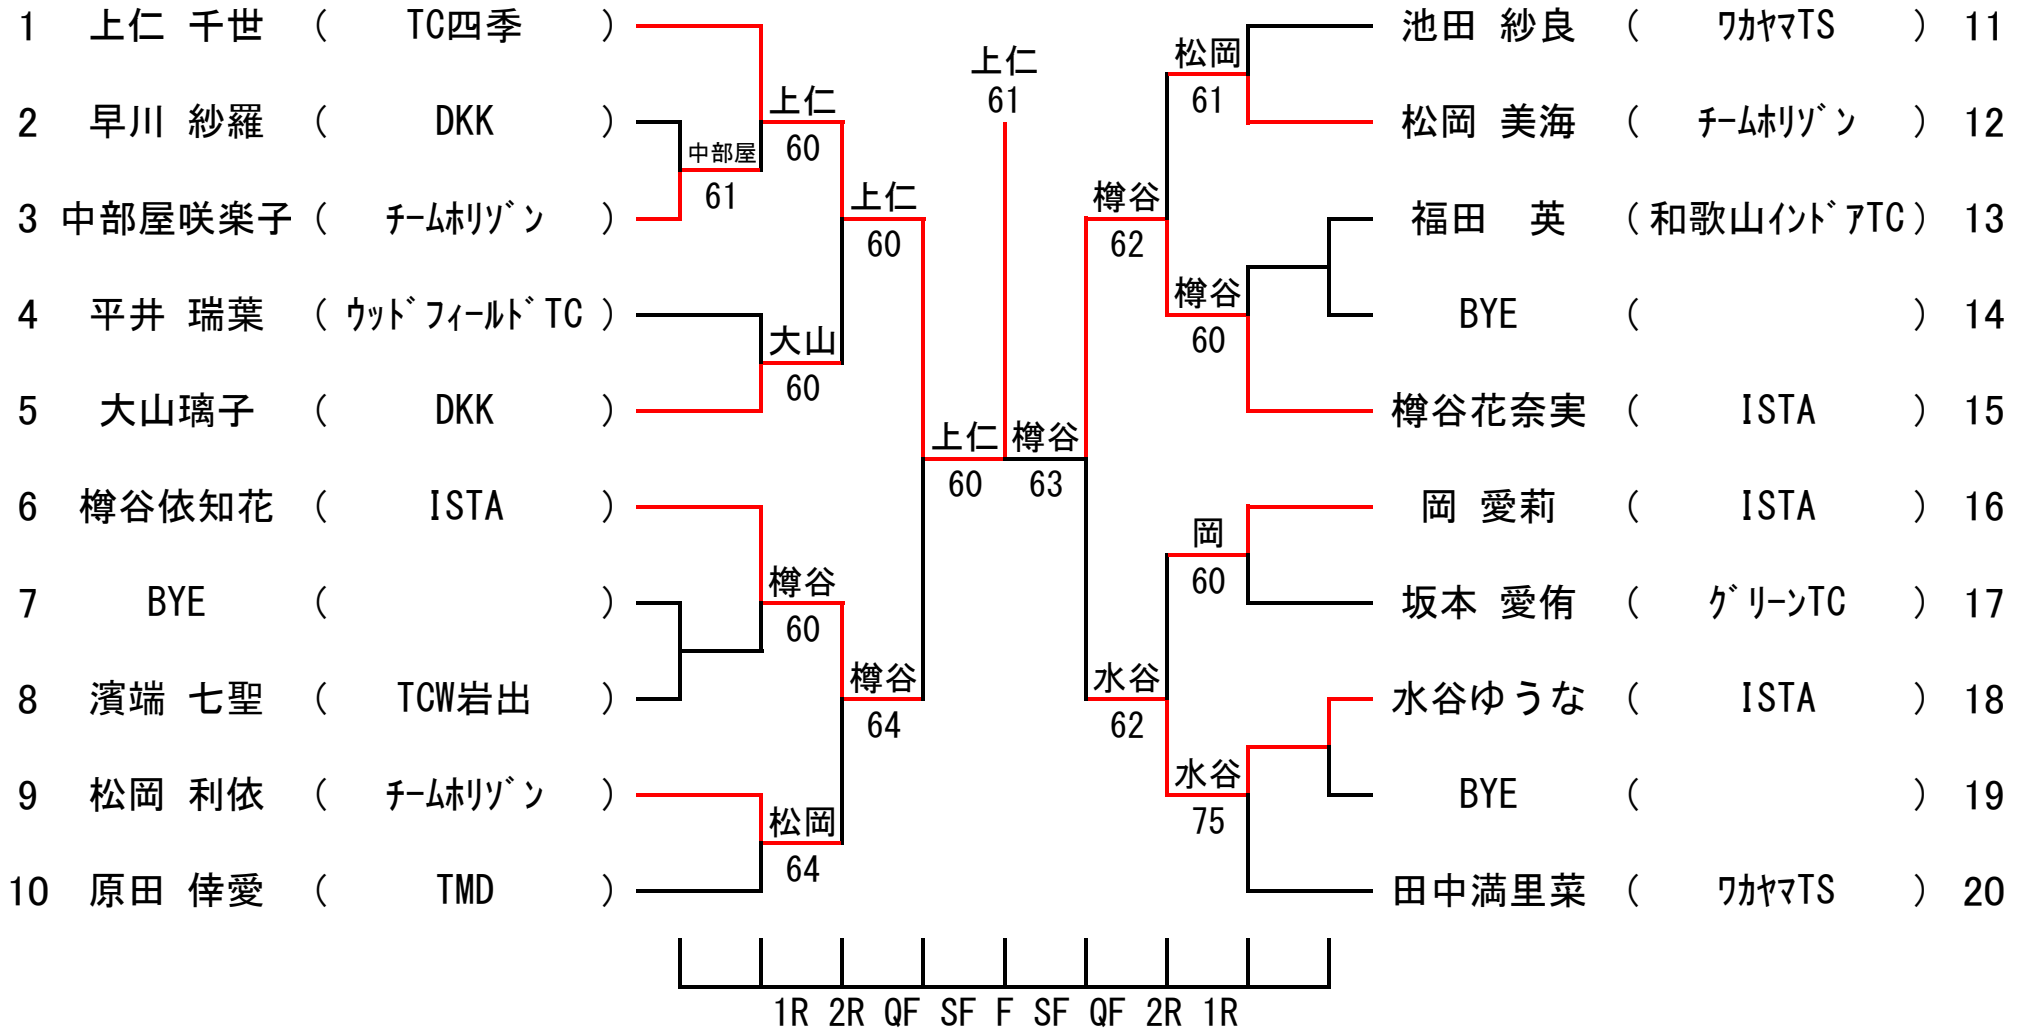 1 上仁 千世 ( TC四季 )
2 早川 紗羅 ( DKK )
3 中部屋咲楽子 ( ﾁｰﾑﾎﾘｿﾞﾝ )
4 平井 瑞葉 ( ｳｯﾄﾞﾌｨｰﾙﾄﾞTC )
5 大山璃子 ( DKK )
6 樽谷依知花 ( ISTA )
7 BYE ( )
8 濱端 七聖 ( TCW岩出 )
9 松岡 利依 ( ﾁｰﾑﾎﾘｿﾞﾝ )
10 原田 倖愛 ( TMD )
中部屋
61
上仁
60
大山
60
樽谷
60
松岡
64
上仁
60
樽谷
64
上仁
60
上仁
61
樽谷
63
樽谷
62
水谷
62
松岡
61
樽谷
60
岡
60
水谷
75
池田 紗良 ( ﾜｶﾔﾏTS ) 11
松岡 美海 ( ﾁｰﾑﾎﾘｿﾞﾝ ) 12
福田 英 ( 和歌山ｲﾝﾄﾞｱTC ) 13
BYE ( ) 14
樽谷花奈実 ( ISTA ) 15
岡 愛莉 ( ISTA ) 16
坂本 愛侑 ( ｸﾞﾘｰﾝTC ) 17
水谷ゆうな ( ISTA ) 18
BYE ( ) 19
田中満里菜 ( ﾜｶﾔﾏTS ) 20
1R 2R QF SF F SF QF 2R 1R